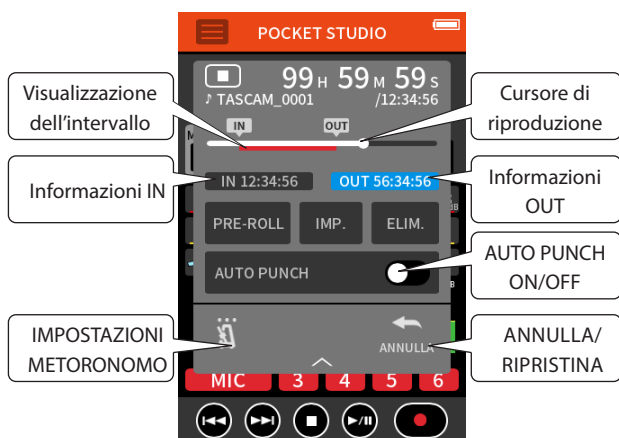 POCKET STUDIO
99 H 59 M 59 S
♪ TASCAM_0001 /12:34:56
Visualizzazione
dell'intervallo
Cursore di
riproduzione
IN OUT
M
Informazioni IN
IN 12:34:56 OUT 56:34:56
Informazioni
OUT
PRE-ROLL IMP. ELIM.
dB
AUTO PUNCH
AUTO PUNCH
ON/OFF
B
IMPOSTAZIONI
METORONOMO
ANNULLA
ANNULLA/
RIPRISTINA
MIC 3 4 5 6